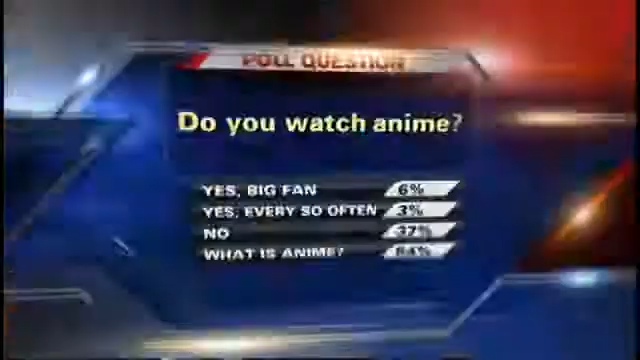 POLL QUESTION
Do you watch anime?
YES, BIG FAN 6%
YES, EVERY SO OFTEN 3%
NO 37%
WHAT IS ANIME?